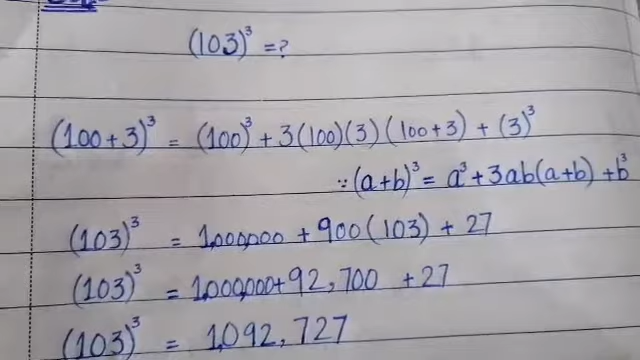 (103)³ = ?
(100+3)³ = (100)³ + 3(100)(3)(100+3) + (3)³
∵ (a+b)³ = a³ + 3ab(a+b) + b³
(103)³ = 1,000,000 + 900(103) + 27
(103)³ = 1,000,000 + 92,700 + 27
(103)³ = 1,092,727